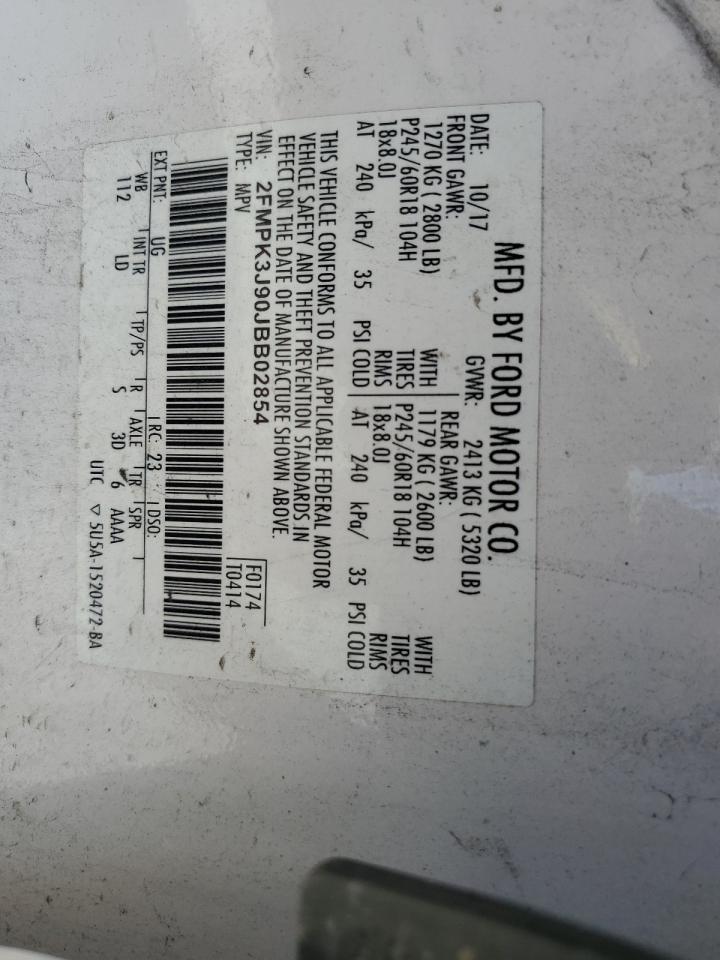 MFD. BY FORD MOTOR CO.
DATE: 10/17 GVWR: 2413 KG ( 5320 LB)
FRONT GAWR: REAR GAWR:
1270 KG ( 2800 LB) WITH 1179 KG ( 2600 LB) WITH
P245/60R18 104H TIRES P245/60R18 104H TIRES
18x8.0J RIMS 18x8.0J RIMS
AT 240 kPa/ 35 PSI COLD AT 240 kPa/ 35 PSI COLD
THIS VEHICLE CONFORMS TO ALL APPLICABLE FEDERAL MOTOR
VEHICLE SAFETY AND THEFT PREVENTION STANDARDS IN
EFFECT ON THE DATE OF MANUFACTURE SHOWN ABOVE.
VIN: 2FMPK3J90JBB02854 F0174
TYPE: MPV T0414
EXT PNT: UG RC: 23 DSO:
WB INT TR TP/PS R AXLE TR SPR
112 LD S 3D 6 AAAA
UTC ▽ 5U5A-1520472-BA